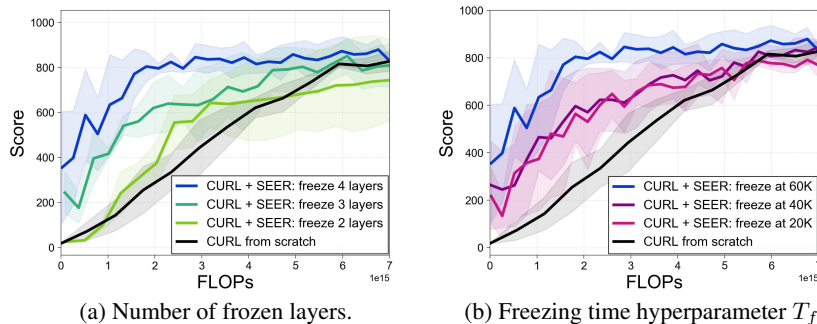 1000
800
600
400
200
0
Score
CURL + SEER: freeze 4 layers
CURL + SEER: freeze 3 layers
CURL + SEER: freeze 2 layers
CURL from scratch
0 1 2 3 4 5 6 7
1e15
FLOPs
(a) Number of frozen layers.
1000
800
600
400
200
0
Score
CURL + SEER: freeze at 60K
CURL + SEER: freeze at 40K
CURL + SEER: freeze at 20K
CURL from scratch
0 1 2 3 4 5 6 7
1e15
FLOPs
(b) Freezing time hyperparameter T_f